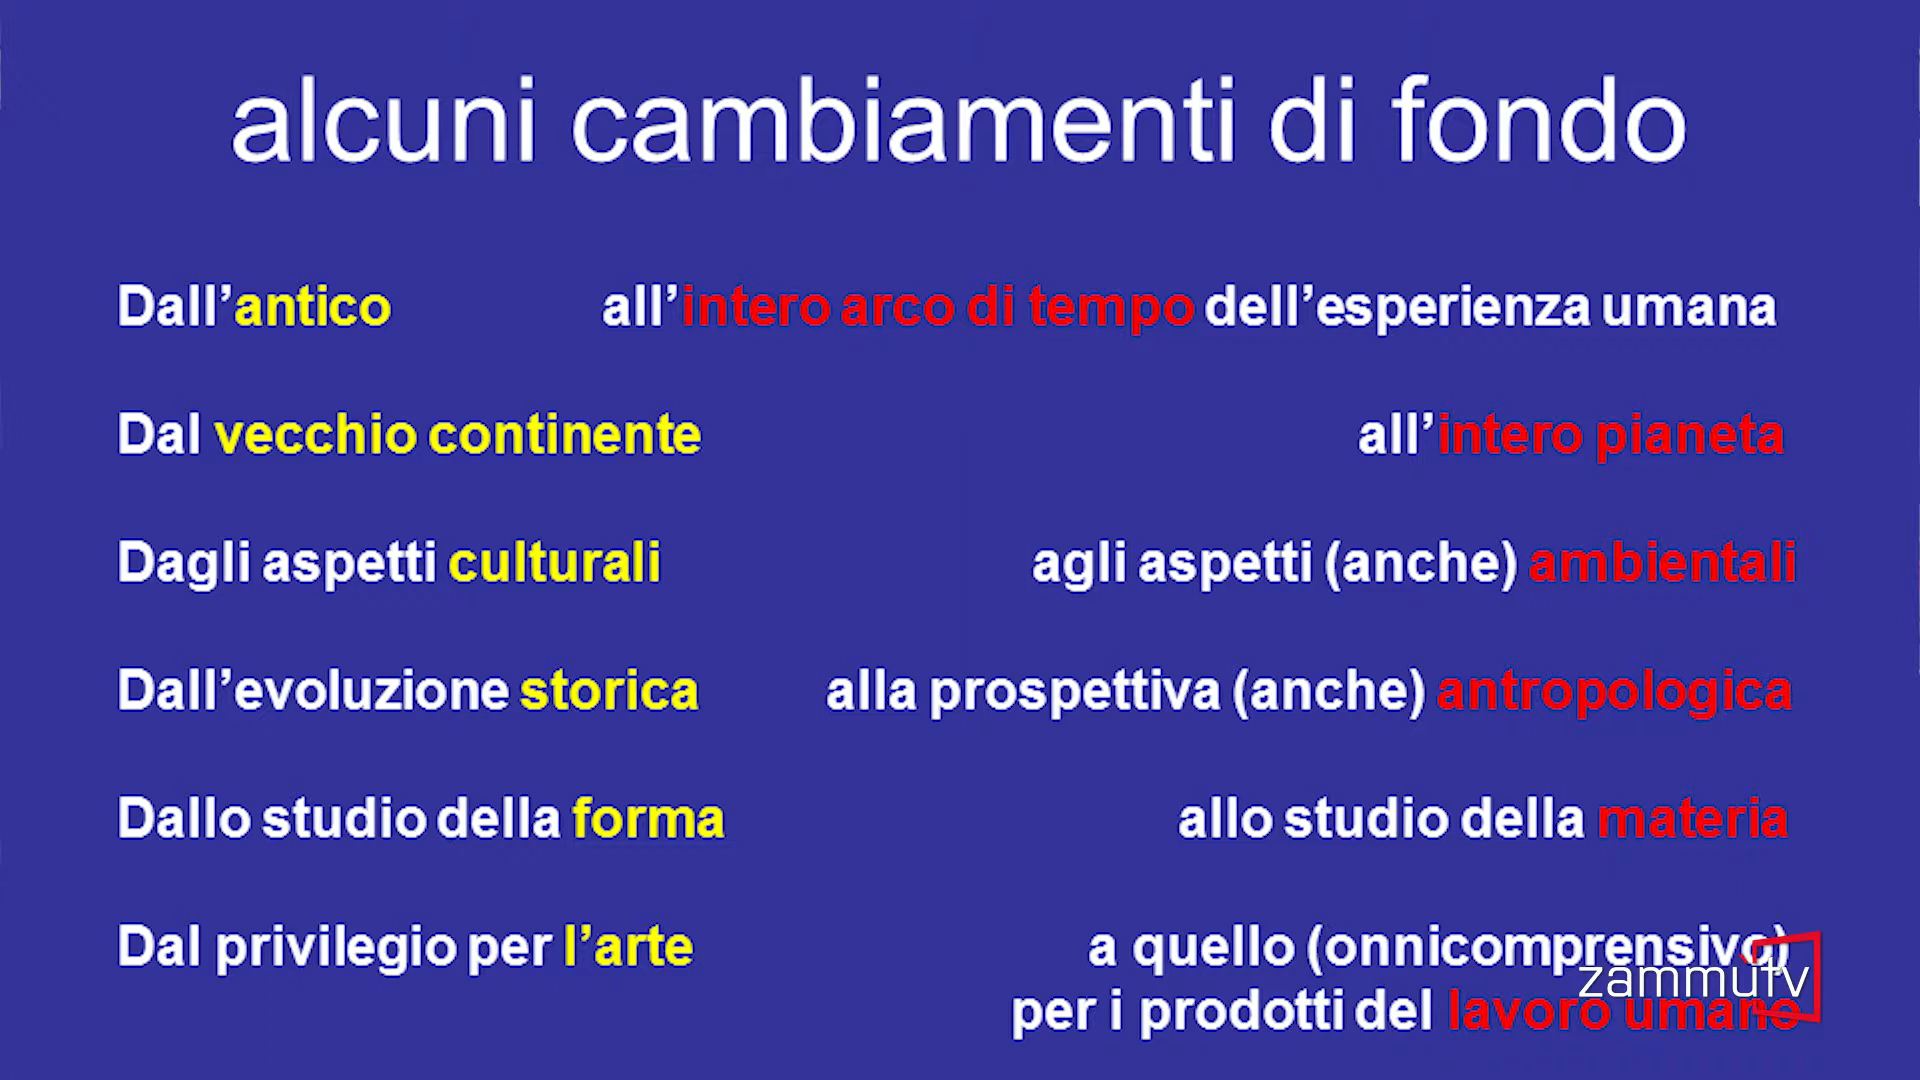 alcuni cambiamenti di fondo
Dall’antico all’intero arco di tempo dell’esperienza umana
Dal vecchio continente all’intero pianeta
Dagli aspetti culturali agli aspetti (anche) ambientali
Dall’evoluzione storica alla prospettiva (anche) antropologica
Dallo studio della forma allo studio della materia
Dal privilegio per l’arte a quello (onnicomprensivo)
per i prodotti del lavoro umano
zammutv